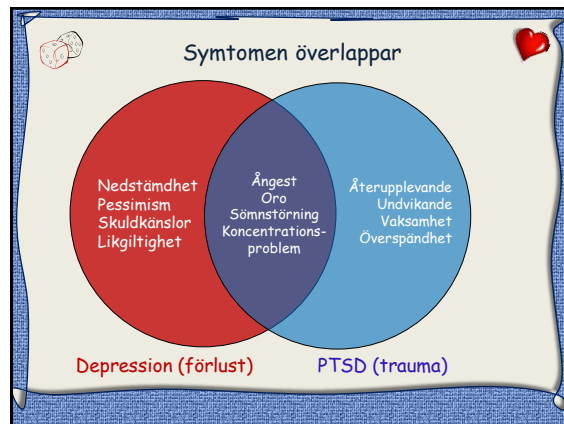 Symtomen överlappar
Nedstämdhet
Pessimism
Skuldkänslor
Likgiltighet
Ångest
Oro
Sömnstörning
Koncentrations-
problem
Återupplevande
Undvikande
Vaksamhet
Överspändhet
Depression (förlust)
PTSD (trauma)